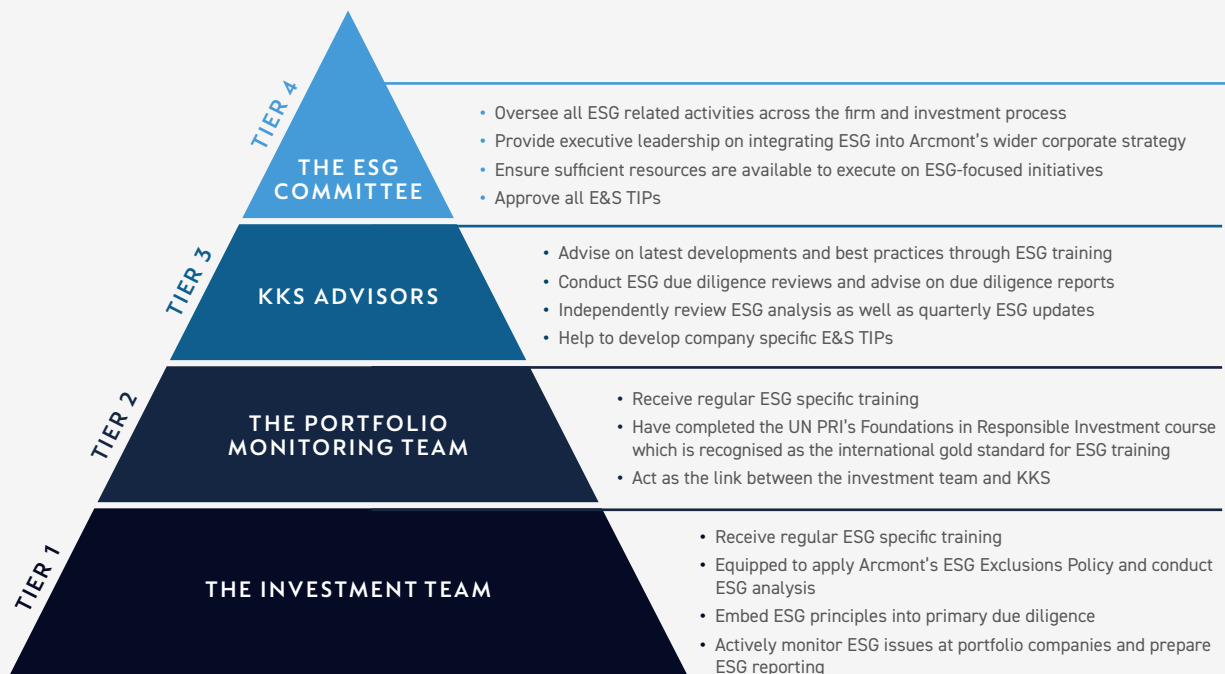 TIER 4
THE ESG
COMMITTEE
• Oversee all ESG related activities across the firm and investment process
• Provide executive leadership on integrating ESG into Arcmont’s wider corporate strategy
• Ensure sufficient resources are available to execute on ESG-focused initiatives
• Approve all E&S TIPs
TIER 3
KKS ADVISORS
• Advise on latest developments and best practices through ESG training
• Conduct ESG due diligence reviews and advise on due diligence reports
• Independently review ESG analysis as well as quarterly ESG updates
• Help to develop company specific E&S TIPs
TIER 2
THE PORTFOLIO
MONITORING TEAM
• Receive regular ESG specific training
• Have completed the UN PRI’s Foundations in Responsible Investment course
which is recognised as the international gold standard for ESG training
• Act as the link between the investment team and KKS
TIER 1
THE INVESTMENT TEAM
• Receive regular ESG specific training
• Equipped to apply Arcmont’s ESG Exclusions Policy and conduct
ESG analysis
• Embed ESG principles into primary due diligence
• Actively monitor ESG issues at portfolio companies and prepare
ESG reporting